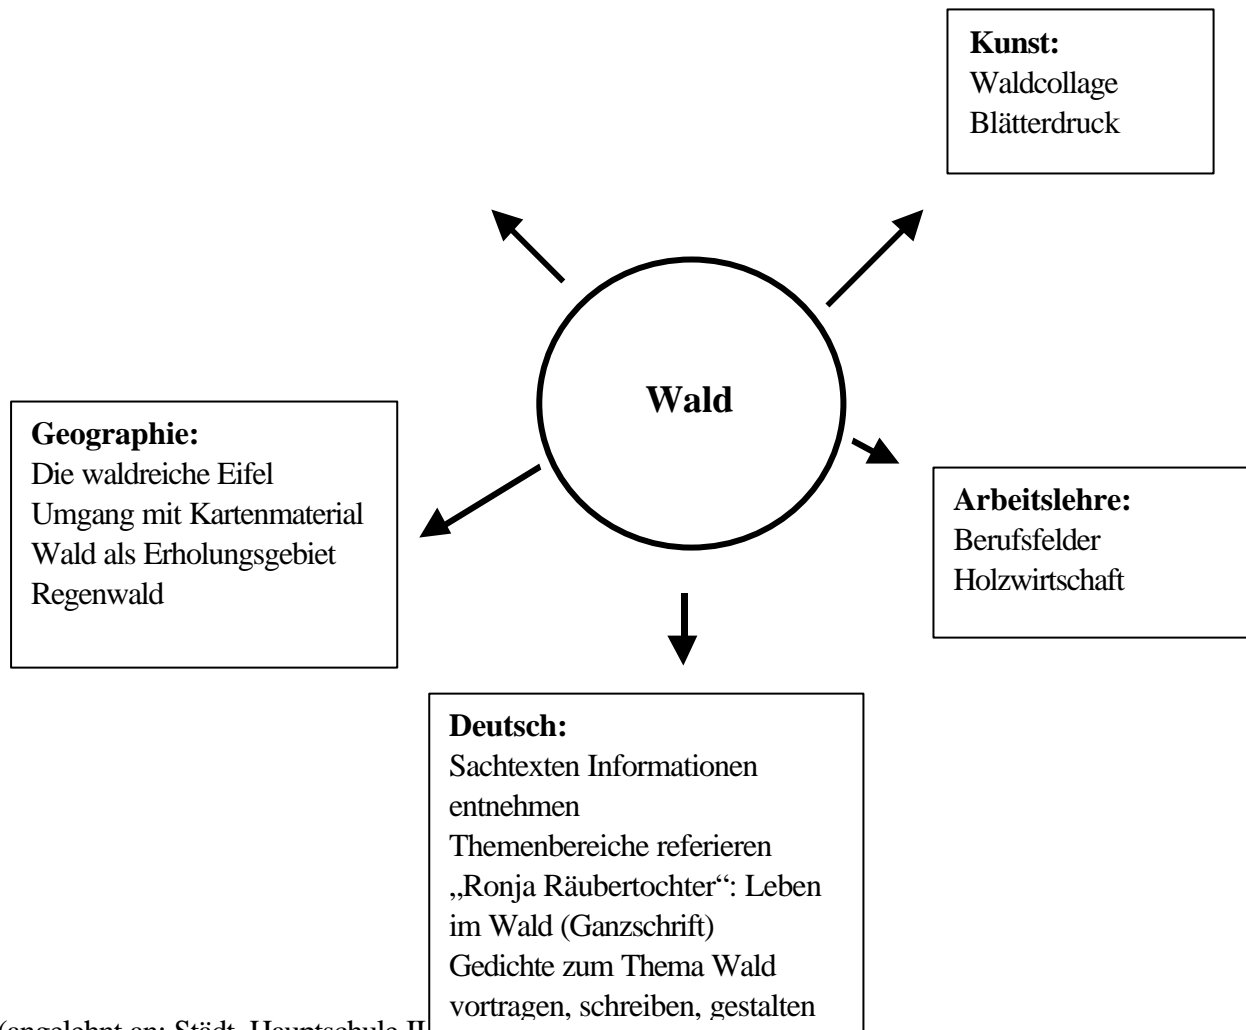 Kunst:
Waldcollage
Blätterdruck
Wald
Geographie:
Die waldreiche Eifel
Umgang mit Kartenmaterial
Wald als Erholungsgebiet
Regenwald
Arbeitslehre:
Berufsfelder
Holzwirtschaft
Deutsch:
Sachtexten Informationen
entnehmen
Themenbereiche referieren
„Ronja Räubertochter“: Leben
im Wald (Ganzschrift)
Gedichte zum Thema Wald
vortragen, schreiben, gestalten
(angelehnt an: Städt. Hauptschule II